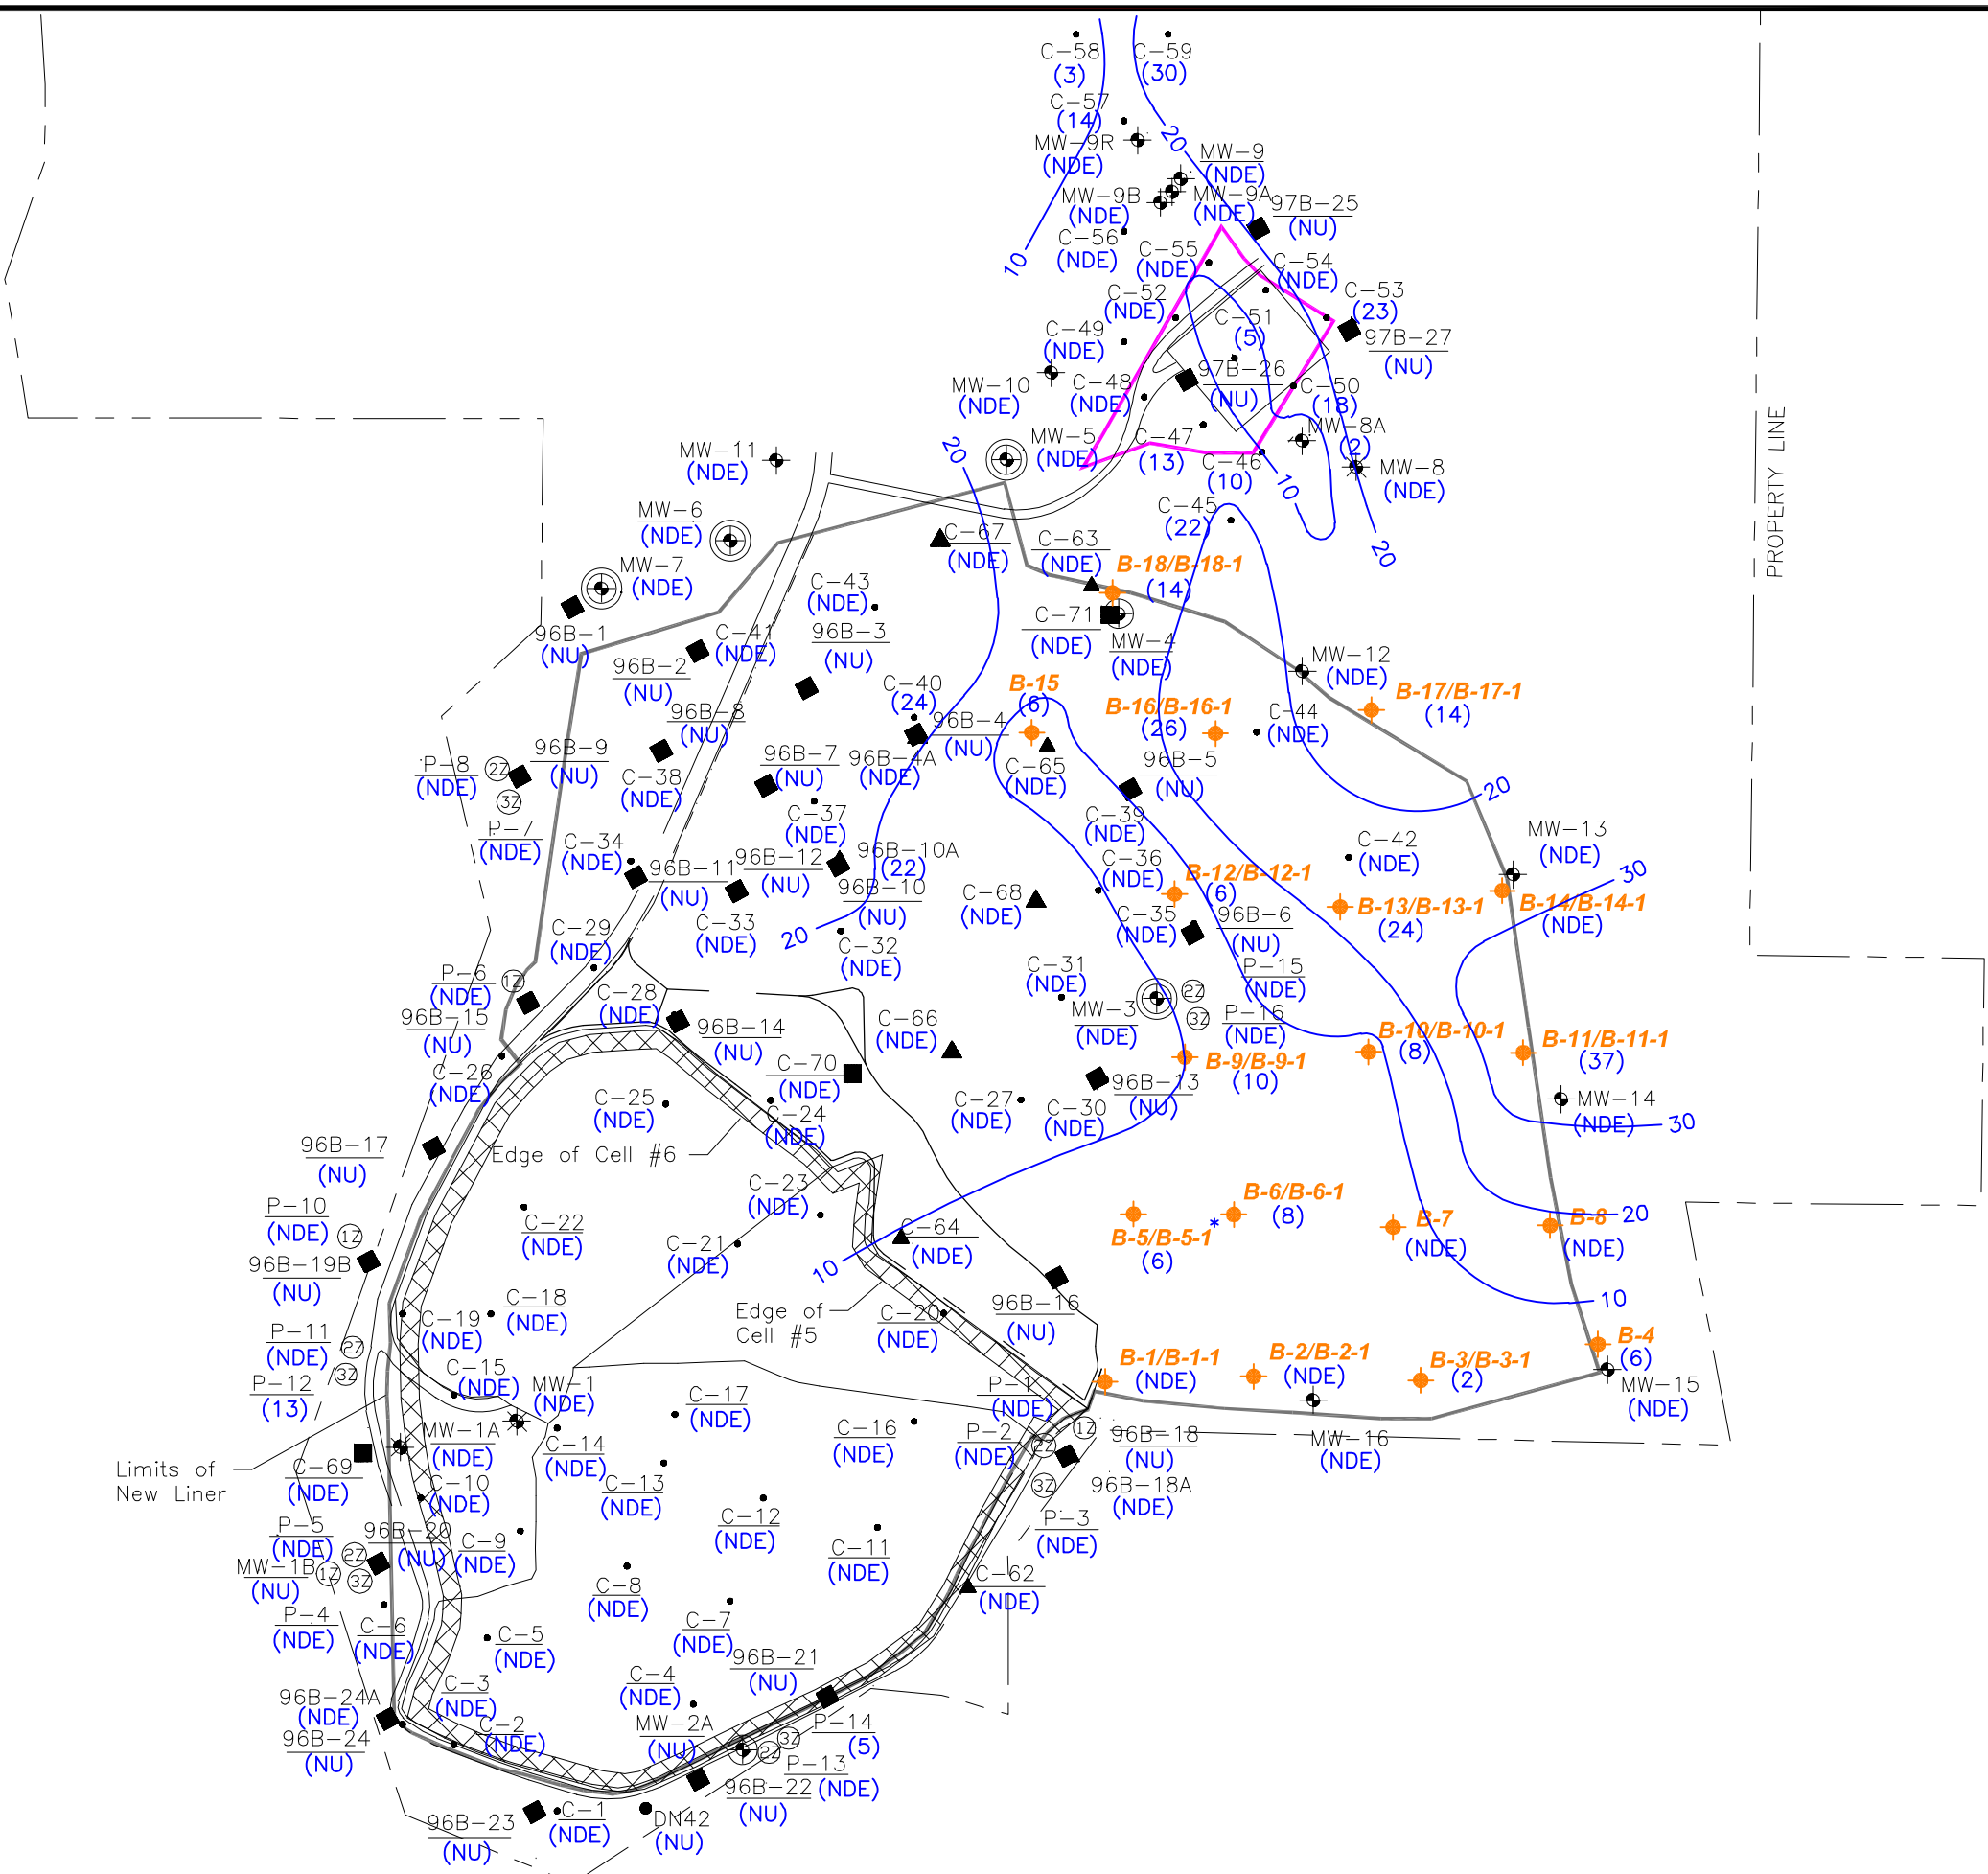 C-58
(3)
C-59
(30)
C-57
(14)
MW-9R
(NDE)
20
MW-9
(NDE)
MW-9B
(NDE)
MW-9A
(NDE)
97B-25
(NU)
C-56
(NDE)
10
C-55
(NDE)
C-54
(NDE)
C-52
(NDE)
C-53
(23)
C-51
(5)
97B-27
(NU)
C-49
(NDE)
MW-10
(NDE)
C-48
(NDE)
97B-26
(NU)
C-50
(18)
PROPERTY LINE
MW-11
(NDE)
20
MW-5
(NDE)
C-47
(13)
C-46
(10)
MW-8A
(2)
MW-8
(NDE)
10
20
MW-6
(NDE)
C-67
(NDE)
C-63
(NDE)
C-45
(22)
B-18/B-18-1
(14)
MW-7
(NDE)
C-43
(NDE)
C-71
(NDE)
MW-4
(NDE)
96B-1
(NU)
C-41
(NDE)
96B-3
(NU)
96B-2
(NU)
MW-12
(NDE)
C-40
(24)
B-15
(6)
B-16/B-16-1
(26)
B-17/B-17-1
(14)
96B-8
(NU)
96B-4
(NU)
C-44
(NDE)
P-8
(NDE)
2Z
96B-9
(NU)
C-38
(NDE)
96B-7
(NU)
96B-4A
(NDE)
C-65
(NDE)
96B-5
(NU)
20
3Z
P-7
(NDE)
C-37
(NDE)
C-39
(NDE)
MW-13
(NDE)
C-34
(NDE)
96B-11
(NU)
96B-12
(NU)
96B-10A
(22)
96B-10
(NU)
C-36
(NDE)
B-12/B-12-1
(6)
C-42
(NDE)
30
C-68
(NDE)
B-13/B-13-1
(24)
B-14/B-14-1
(NDE)
C-33
(NDE)
20
C-32
(NDE)
C-35
(NDE)
96B-6
(NU)
C-29
(NDE)
P-6
(NDE)
1Z
C-31
(NDE)
P-15
(NDE)
2Z
3Z
P-16
(NDE)
MW-3
(NDE)
96B-15
(NU)
C-28
(NDE)
96B-14
(NU)
C-66
(NDE)
B-9/B-9-1
(10)
B-10/B-10-1
(8)
B-11/B-11-1
(37)
C-26
(NDE)
C-70
(NDE)
C-25
(NDE)
C-24
(NDE)
C-27
(NDE)
C-30
(NDE)
96B-13
(NU)
MW-14
(NDE)
30
96B-17
(NU)
Edge of Cell #6
P-10
(NDE)
1Z
C-23
(NDE)
C-22
(NDE)
C-21
(NDE)
C-64
(NDE)
B-5/B-5-1
(6)
*
B-6/B-6-1
(8)
B-7
(NDE)
B-8
(NDE)
20
96B-19B
(NU)
10
C-18
(NDE)
C-19
(NDE)
Edge of
Cell #5
C-20
(NDE)
96B-16
(NU)
10
P-11
(NDE)
2Z
3Z
P-12
(13)
B-4
(6)
C-15
(NDE)
MW-1
(NDE)
C-17
(NDE)
P-1
(NDE)
B-1/B-1-1
(NDE)
B-2/B-2-1
(NDE)
B-3/B-3-1
(2)
MW-15
(NDE)
MW-1A
(NDE)
C-14
(NDE)
C-16
(NDE)
P-2
(NDE)
1Z
2Z
96B-18
(NU)
MW-16
(NDE)
Limits of
New Liner
C-69
(NDE)
C-10
(NDE)
C-13
(NDE)
3Z
96B-18A
(NDE)
C-12
(NDE)
P-3
(NDE)
P-5
(NDE)
96B-20
(NU)
C-9
(NDE)
C-11
(NDE)
2Z
MW-1B
(NU)
1Z
3Z
C-8
(NDE)
C-62
(NDE)
P-4
(NDE)
C-6
(NDE)
C-5
(NDE)
C-7
(NDE)
96B-21
(NU)
C-4
(NDE)
C-3
(NDE)
96B-24A
(NDE)
96B-24
(NU)
C-2
(NDE)
MW-2A
(NU)
P-14
(5)
3Z
2Z
P-13
(NDE)
96B-22
(NU)
96B-23
(NU)
C-1
(NDE)
DN42
(NU)